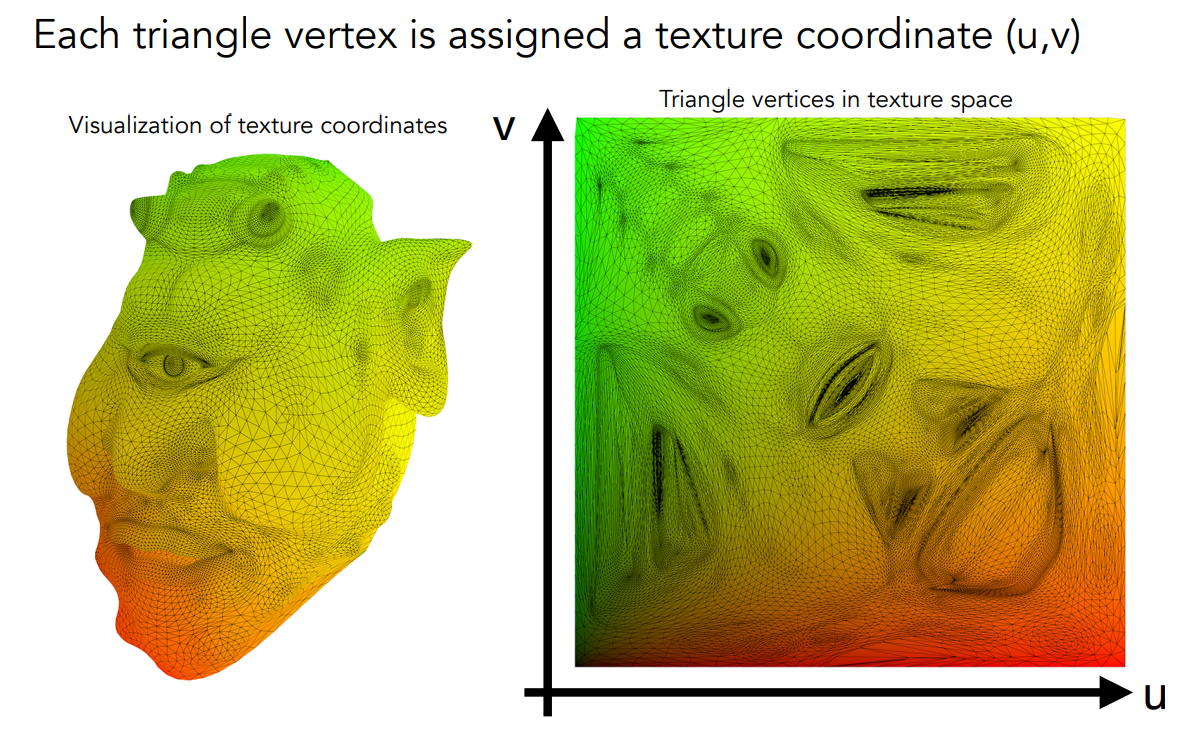 Each triangle vertex is assigned a texture coordinate (u,v)
Visualization of texture coordinates
Triangle vertices in texture space
v
u